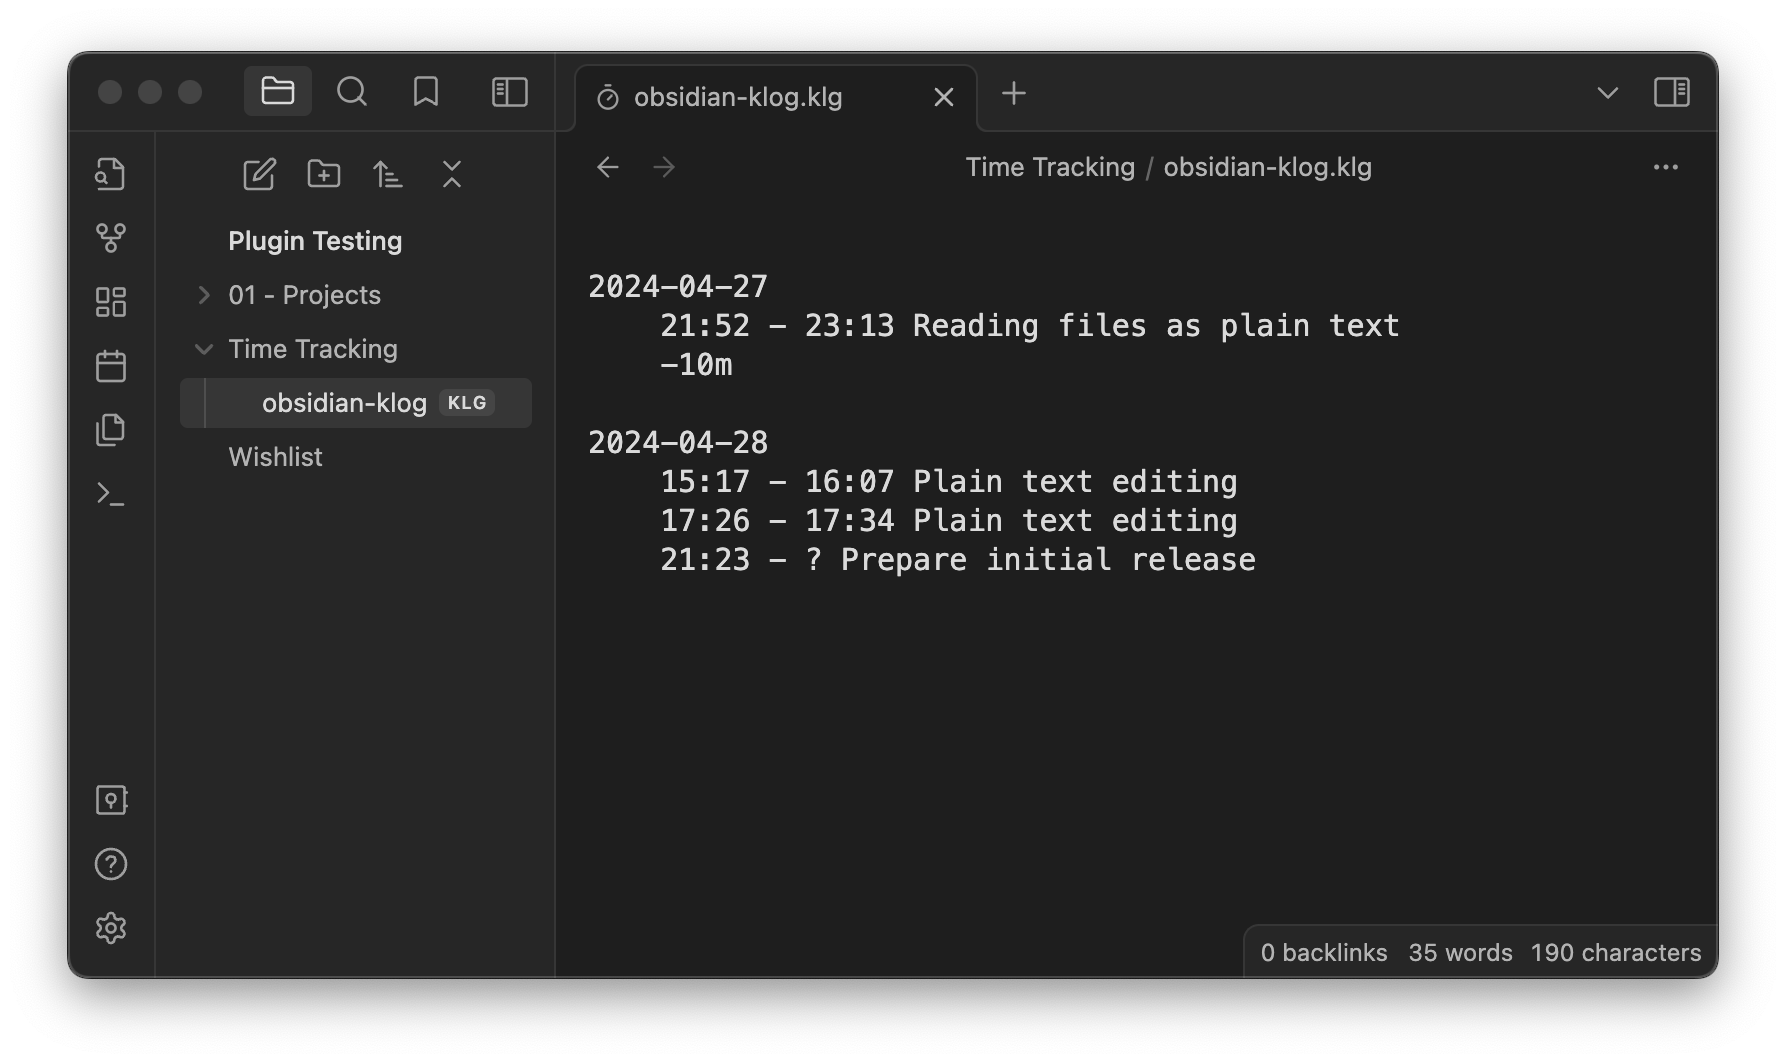 obsidian-klog.klg
Time Tracking / obsidian-klog.klg
Plugin Testing
01 - Projects
Time Tracking
obsidian-klog KLG
Wishlist
2024-04-27
21:52 - 23:13 Reading files as plain text
-10m
2024-04-28
15:17 - 16:07 Plain text editing
17:26 - 17:34 Plain text editing
21:23 - ? Prepare initial release
0 backlinks 35 words 190 characters